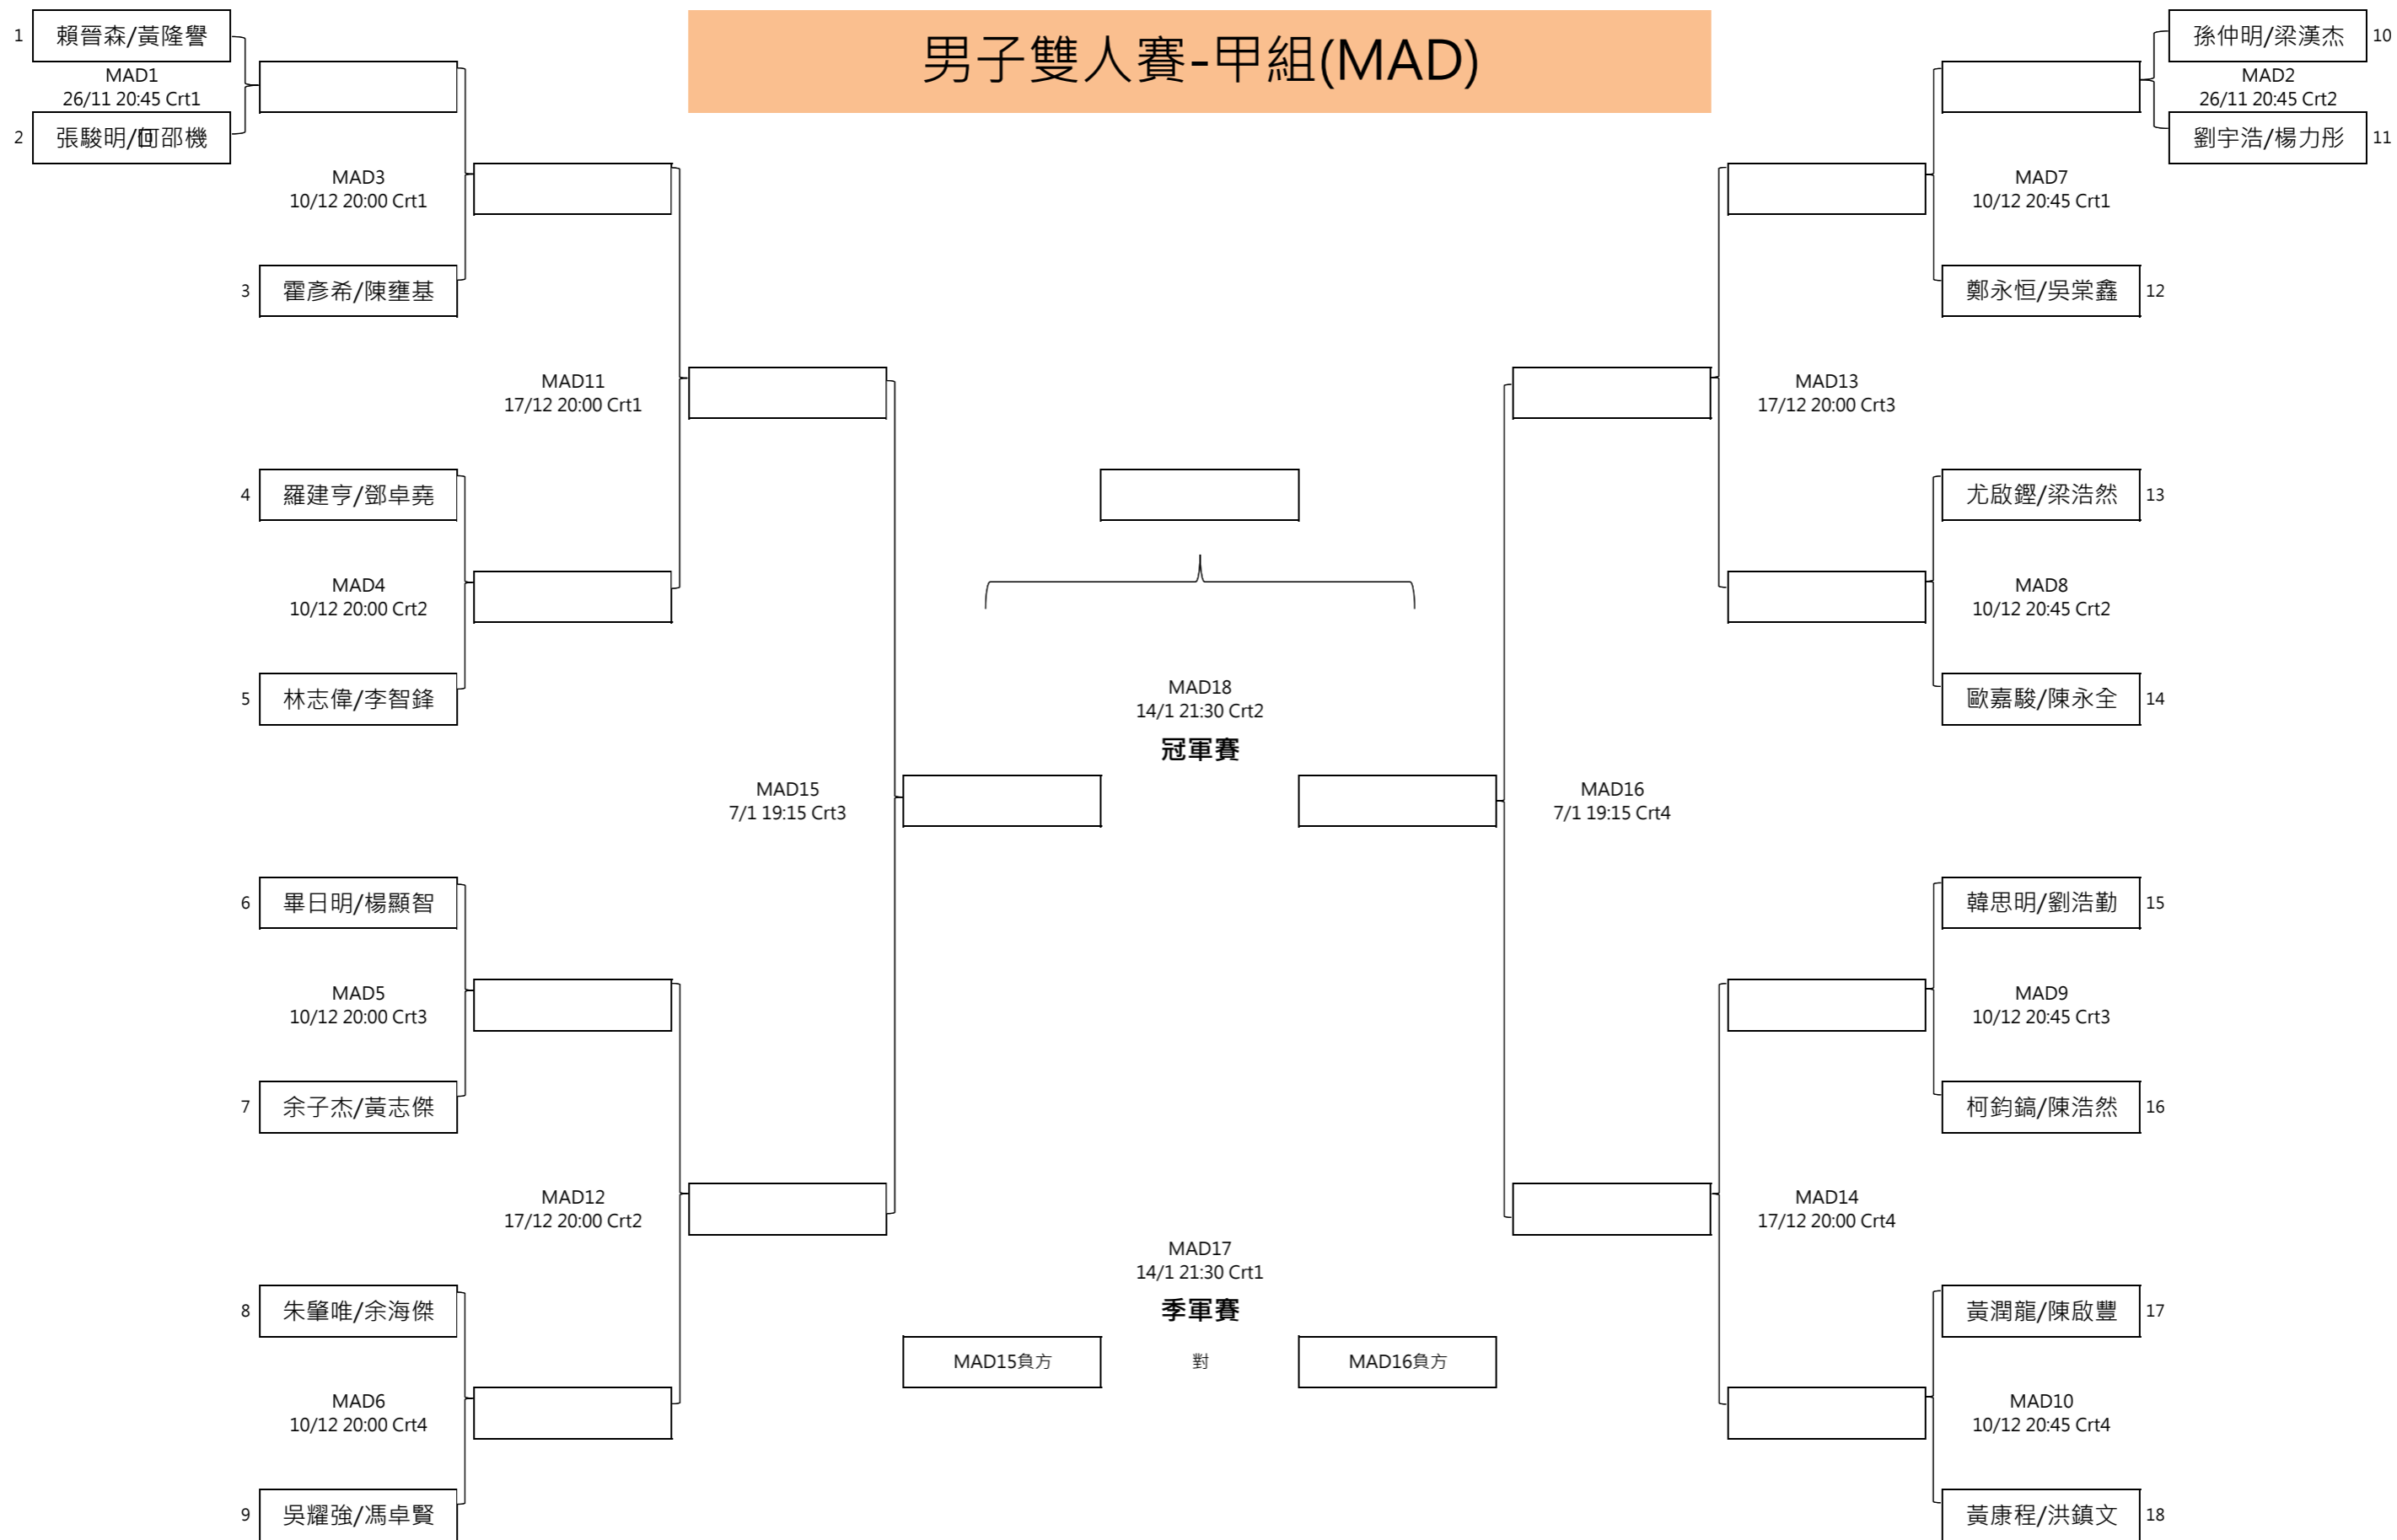 男子雙人賽-甲組(MAD)
1 賴晉森/黃隆譽
MAD1
26/11 20:45 Crt1
2 張駿明/何邵機
MAD3
10/12 20:00 Crt1
3 霍彥希/陳壅基
MAD11
17/12 20:00 Crt1
4 羅建亨/鄧卓堯
MAD4
10/12 20:00 Crt2
5 林志偉/李智鋒
MAD15
7/1 19:15 Crt3
6 畢日明/楊顯智
MAD5
10/12 20:00 Crt3
7 余子杰/黃志傑
MAD12
17/12 20:00 Crt2
8 朱肇唯/余海傑
MAD6
10/12 20:00 Crt4
9 吳耀強/馮卓賢
MAD18
14/1 21:30 Crt2
冠軍賽
MAD17
14/1 21:30 Crt1
季軍賽
MAD15負方 對 MAD16負方
孫仲明/梁漢杰 10
MAD2
26/11 20:45 Crt2
劉宇浩/楊力彤 11
MAD7
10/12 20:45 Crt1
鄭永恒/吳棠鑫 12
MAD13
17/12 20:00 Crt3
尤啟鏗/梁浩然 13
MAD8
10/12 20:45 Crt2
歐嘉駿/陳永全 14
MAD16
7/1 19:15 Crt4
韓思明/劉浩勤 15
MAD9
10/12 20:45 Crt3
柯鈞鎬/陳浩然 16
MAD14
17/12 20:00 Crt4
黃潤龍/陳啟豐 17
MAD10
10/12 20:45 Crt4
黃康程/洪鎮文 18